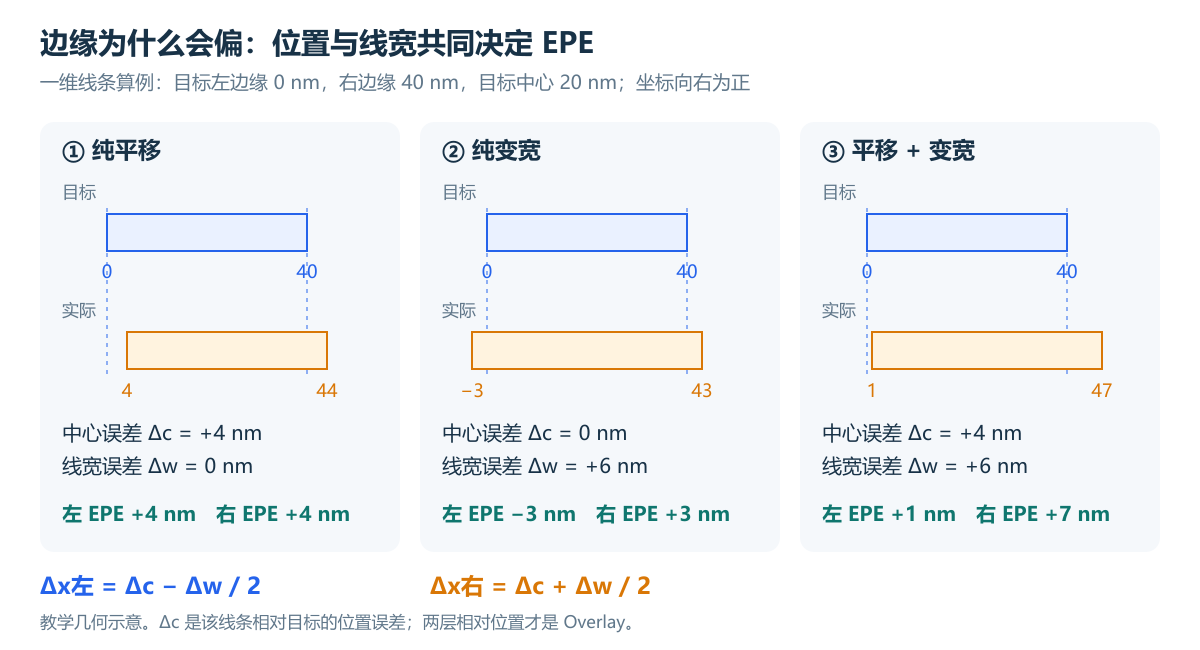 边缘为什么会偏：位置与线宽共同决定 EPE
一维线条算例：目标左边缘 0 nm，右边缘 40 nm，目标中心 20 nm；坐标向右为正
① 纯平移
目标
0 40
实际
4 44
中心误差 Δc = +4 nm
线宽误差 Δw = 0 nm
左 EPE +4 nm 右 EPE +4 nm
② 纯变宽
目标
0 40
实际
−3 43
中心误差 Δc = 0 nm
线宽误差 Δw = +6 nm
左 EPE −3 nm 右 EPE +3 nm
③ 平移 + 变宽
目标
0 40
实际
1 47
中心误差 Δc = +4 nm
线宽误差 Δw = +6 nm
左 EPE +1 nm 右 EPE +7 nm
Δx左 = Δc − Δw / 2 Δx右 = Δc + Δw / 2
教学几何示意。Δc 是该线条相对目标的位置误差；两层相对位置才是 Overlay。